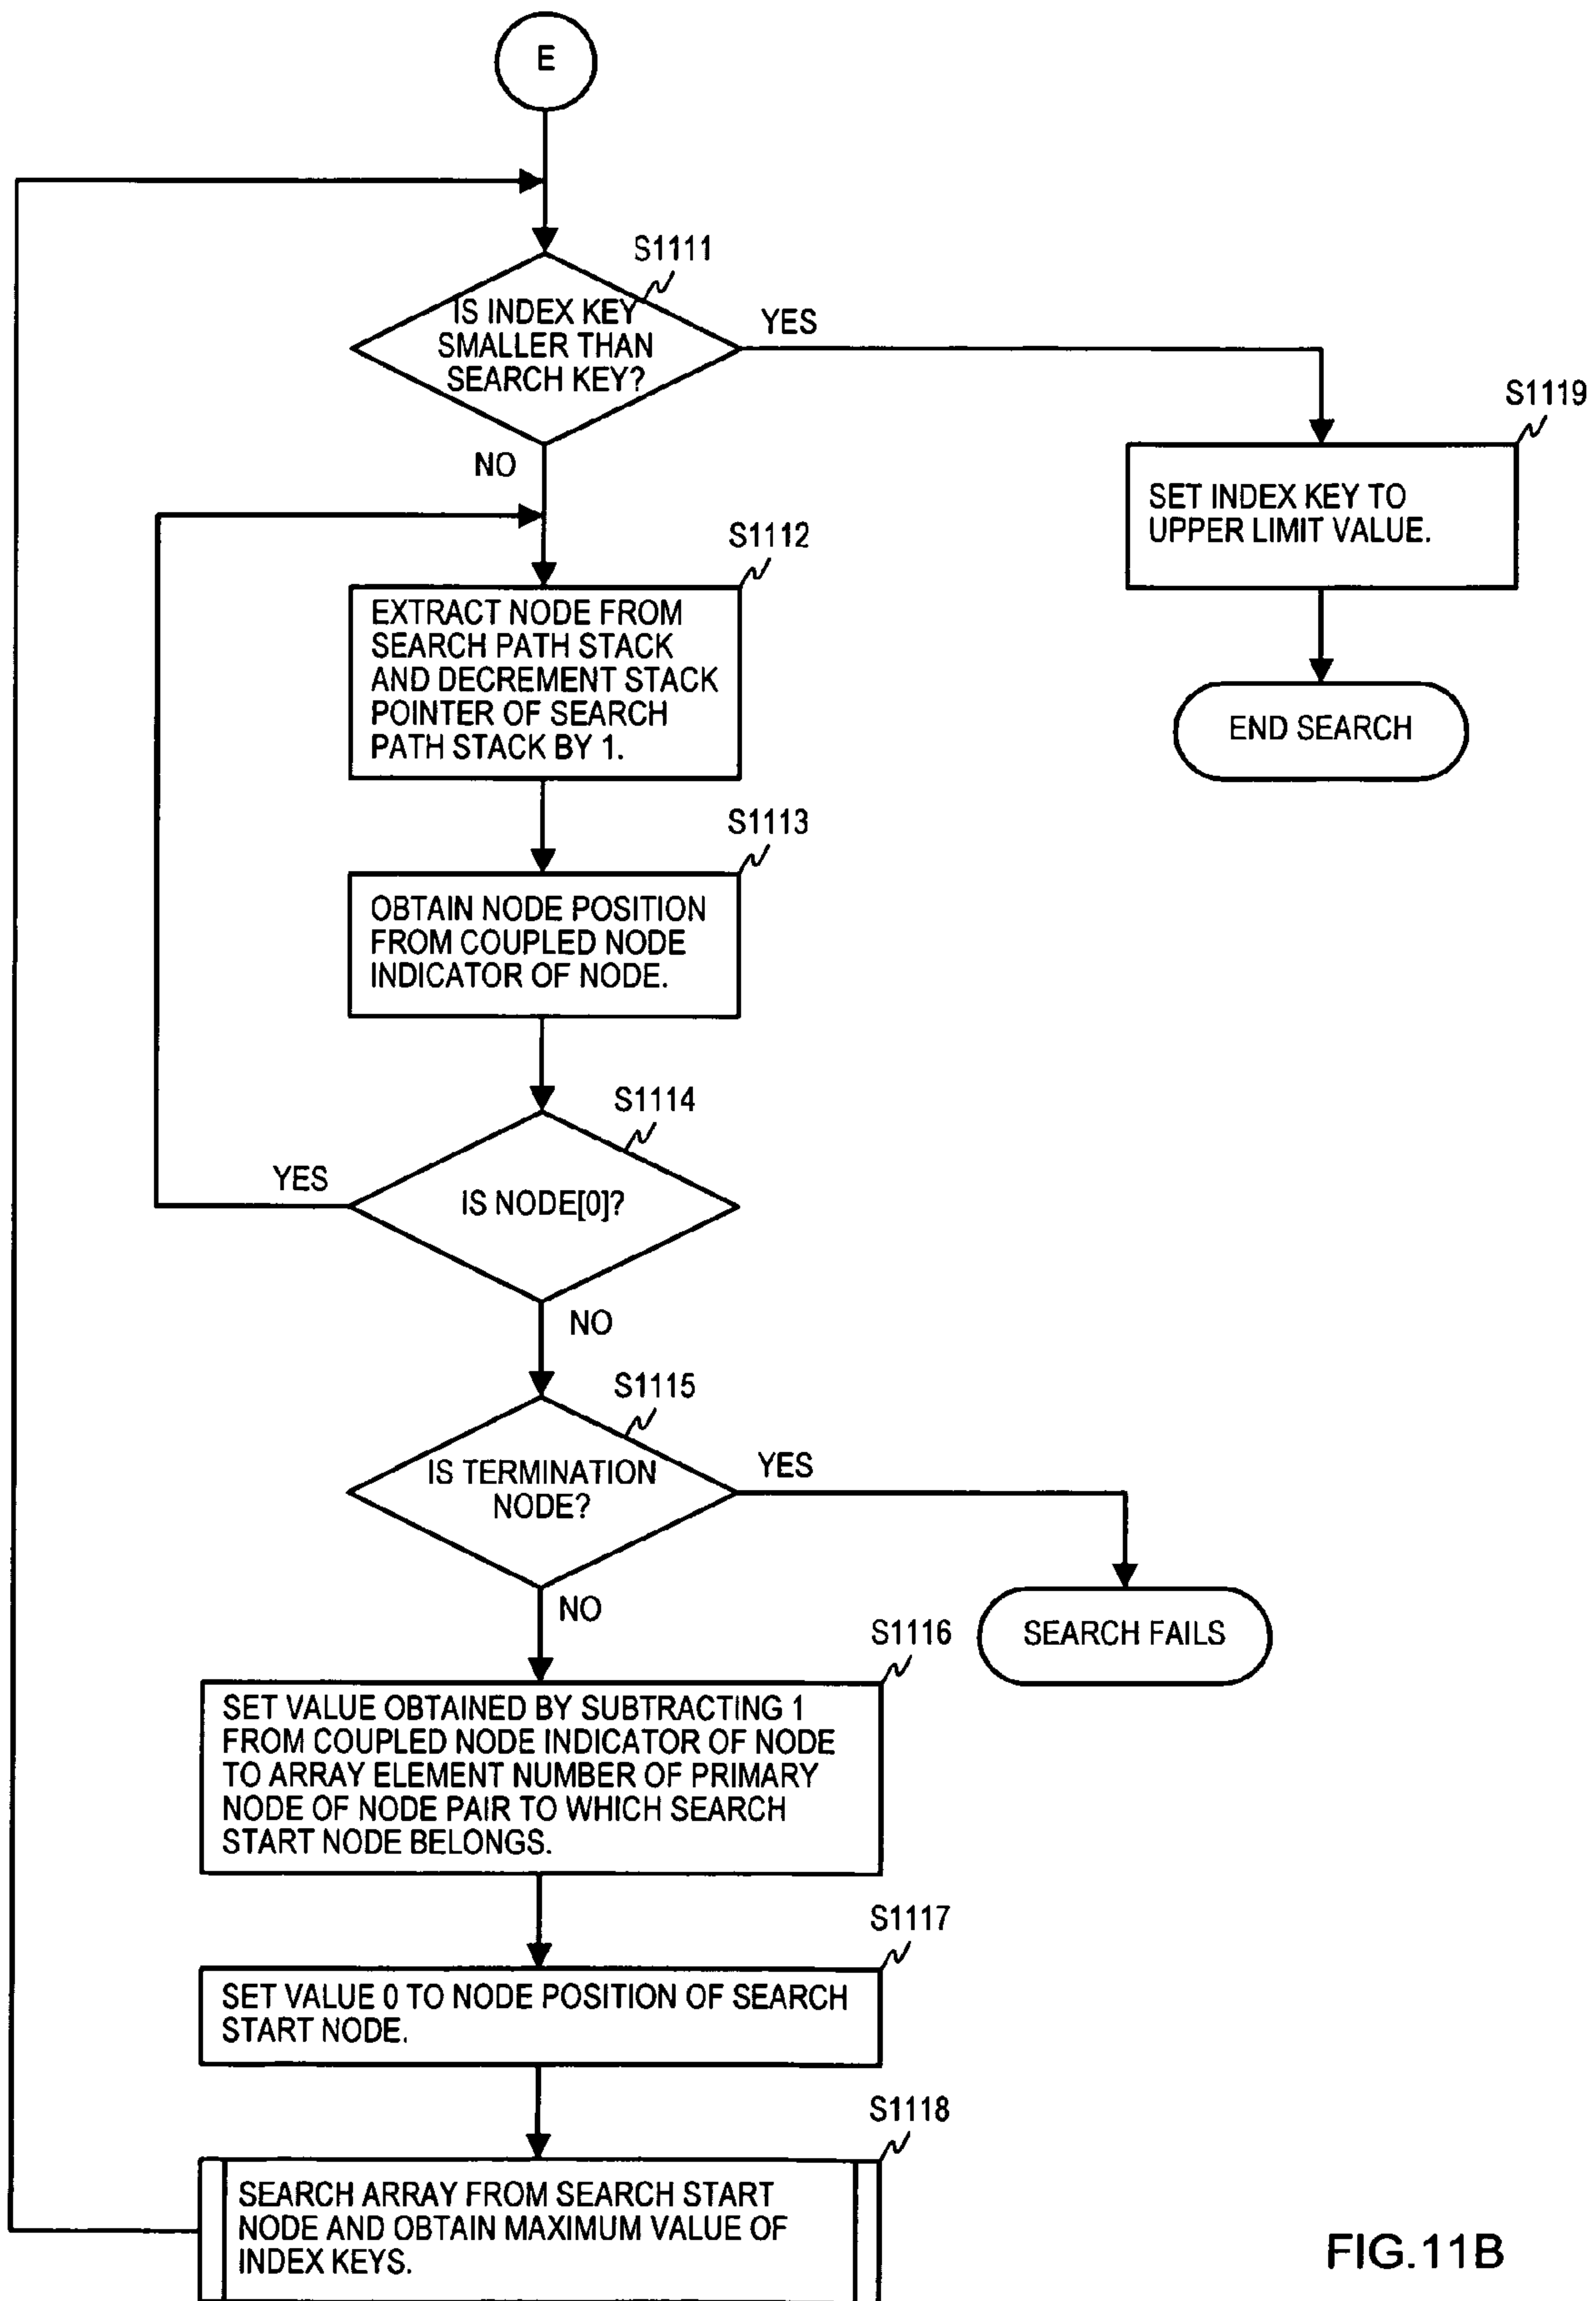 E
S1111
IS INDEX KEY
SMALLER THAN
SEARCH KEY?
YES
NO
S1119
SET INDEX KEY TO
UPPER LIMIT VALUE.
END SEARCH
S1112
EXTRACT NODE FROM
SEARCH PATH STACK
AND DECREMENT STACK
POINTER OF SEARCH
PATH STACK BY 1.
S1113
OBTAIN NODE POSITION
FROM COUPLED NODE
INDICATOR OF NODE.
S1114
YES
IS NODE[0]?
NO
S1115
IS TERMINATION
NODE?
YES
NO
SEARCH FAILS
S1116
SET VALUE OBTAINED BY SUBTRACTING 1
FROM COUPLED NODE INDICATOR OF NODE
TO ARRAY ELEMENT NUMBER OF PRIMARY
NODE OF NODE PAIR TO WHICH SEARCH
START NODE BELONGS.
S1117
SET VALUE 0 TO NODE POSITION OF SEARCH
START NODE.
S1118
SEARCH ARRAY FROM SEARCH START
NODE AND OBTAIN MAXIMUM VALUE OF
INDEX KEYS.
FIG.11B